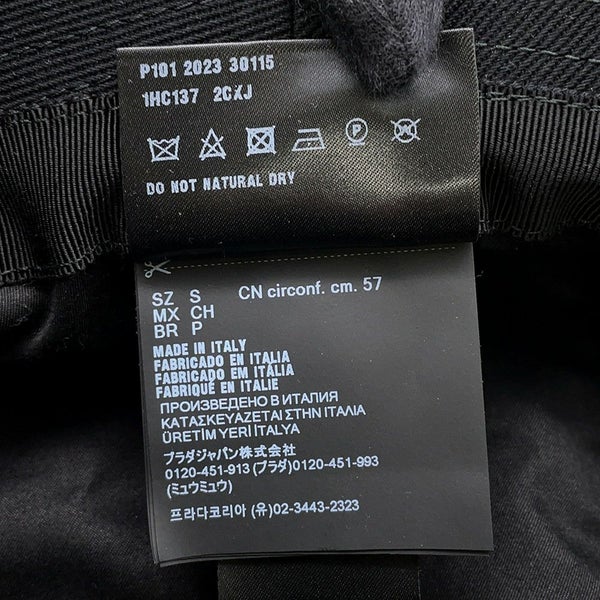 P101 2023 30115
1HC137 2CXJ
P W
DO NOT NATURAL DRY
SZ S CN circonf. cm. 57
MX CH
BR P
MADE IN ITALY
FABRICADO EN ITALIA
FABRICADO EM ITÁLIA
FABRIQUÉ EN ITALIE
ПРОИЗВЕДЕНО В ИТАЛИЯ
ΚΑΤΑΣΚΕΥΑΖΕΤΑΙ ΣΤΗΝ ΙΤΑΛΙΑ
ÜRETİM YERİ İTALYA
プラダジャパン株式会社
0120-451-913 (プラダ)0120-451-993
(ミュウミュウ)
프라다코리아 (유)02-3443-2323